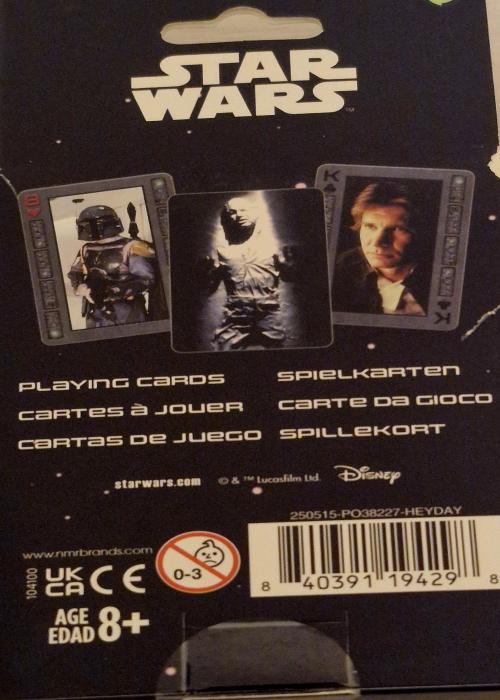 STAR
WARS
TM
8
K
K
PLAYING CARDS
SPIELKARTEN
CARTES À JOUER
CARTE DA GIOCO
CARTAS DE JUEGO
SPILLEKORT
starwars.com
© & ™ Lucasfilm Ltd.
Disney
250515-PO38227-HEYDAY
www.nmrbrands.com
0-3
8 40391 19429 8
104100
UK
CA
CE
AGE
EDAD
8+